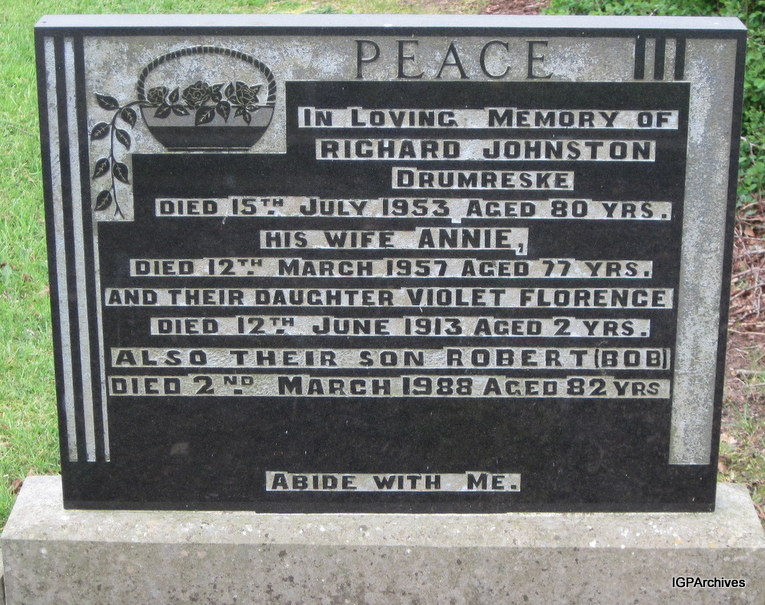 PEACE
IN LOVING MEMORY OF
RICHARD JOHNSTON
DRUMRESKE
DIED 15TH. JULY 1953 AGED 80 YRS.
HIS WIFE ANNIE,
DIED 12TH. MARCH 1957 AGED 77 YRS.
AND THEIR DAUGHTER VIOLET FLORENCE
DIED 12TH JUNE 1913 AGED 2 YRS.
ALSO THEIR SON ROBERT (BOB)
DIED 2ND. MARCH 1988 AGED 82 YRS
ABIDE WITH ME.
IGPArchives